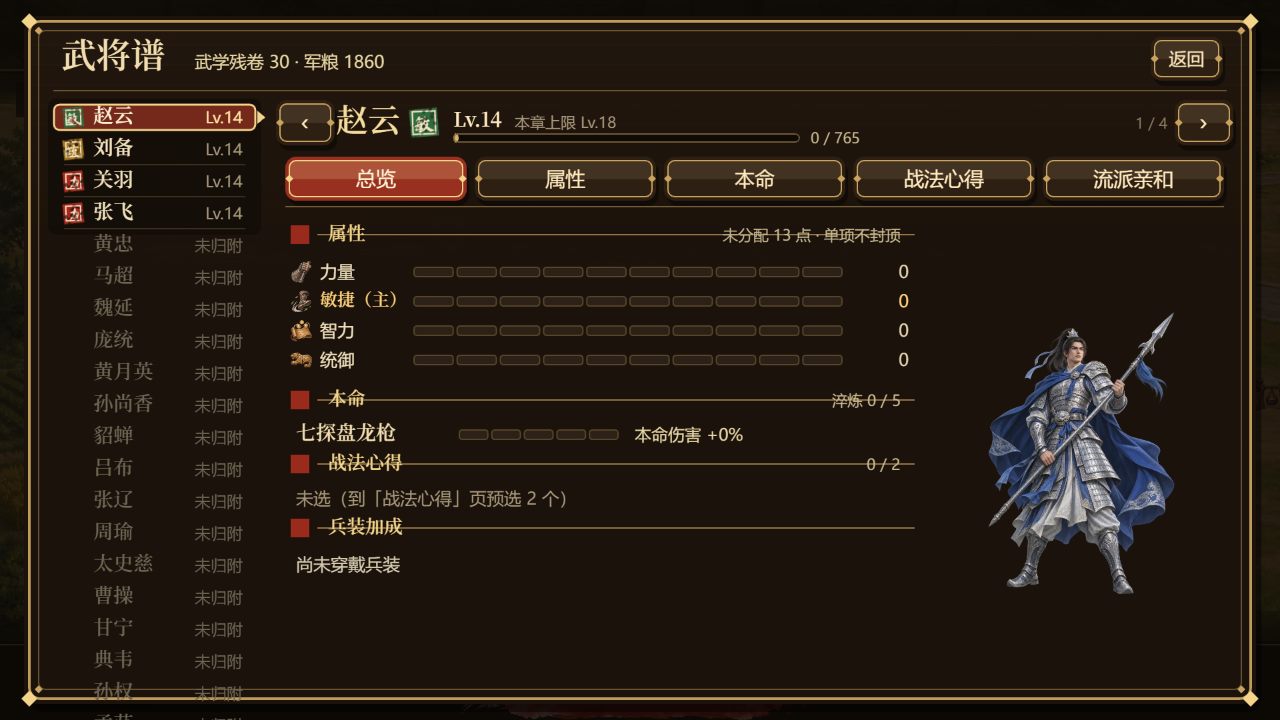 武将谱
武学残卷 30 · 军粮 1860
返回
赵云 Lv.14
刘备 Lv.14
关羽 Lv.14
张飞 Lv.14
黄忠 未归附
马超 未归附
魏延 未归附
庞统 未归附
黄月英 未归附
孙尚香 未归附
貂蝉 未归附
吕布 未归附
张辽 未归附
周瑜 未归附
太史慈 未归附
曹操 未归附
甘宁 未归附
典韦 未归附
孙权 未归附
‹ 赵云 敏 Lv.14 本章上限 Lv.18
0 / 765
1 / 4 ›
总览 属性 本命 战法心得 流派亲和
属性 未分配 13 点 · 单项不封顶
力量 0
敏捷（主） 0
智力 0
统御 0
本命 淬炼 0 / 5
七探盘龙枪 本命伤害 +0%
战法心得 0 / 2
未选（到「战法心得」页预选 2 个）
兵装加成
尚未穿戴兵装